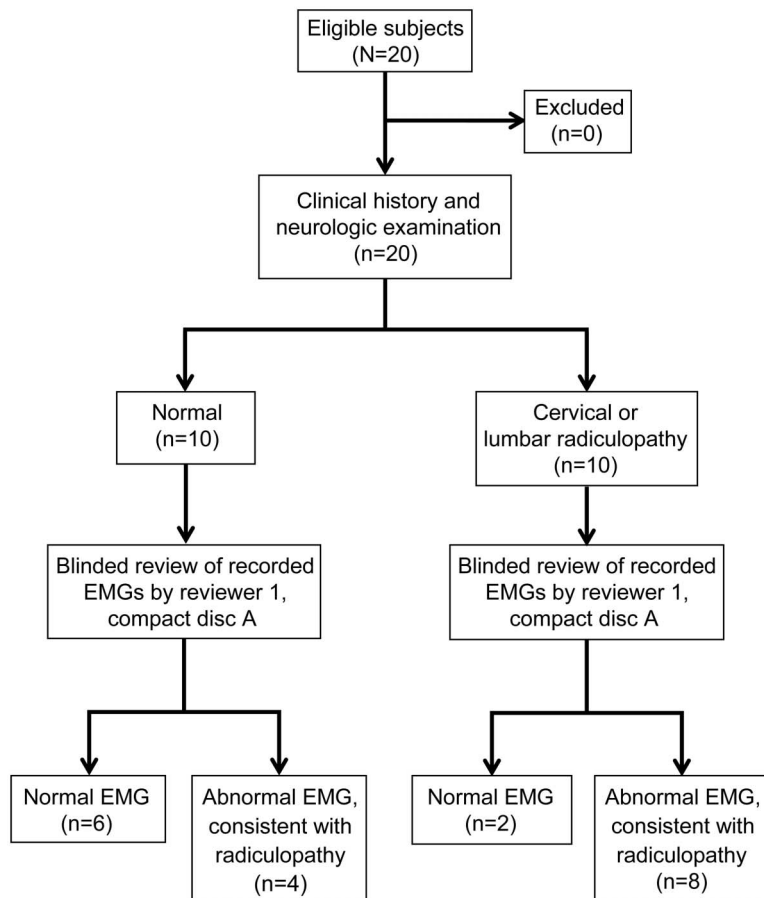 Eligible subjects
(N=20)
Excluded
(n=0)
Clinical history and
neurologic examination
(n=20)
Normal
(n=10)
Cervical or
lumbar radiculopathy
(n=10)
Blinded review of recorded
EMGs by reviewer 1,
compact disc A
Blinded review of recorded
EMGs by reviewer 1,
compact disc A
Normal EMG
(n=6)
Abnormal EMG,
consistent with
radiculopathy
(n=4)
Normal EMG
(n=2)
Abnormal EMG,
consistent with
radiculopathy
(n=8)